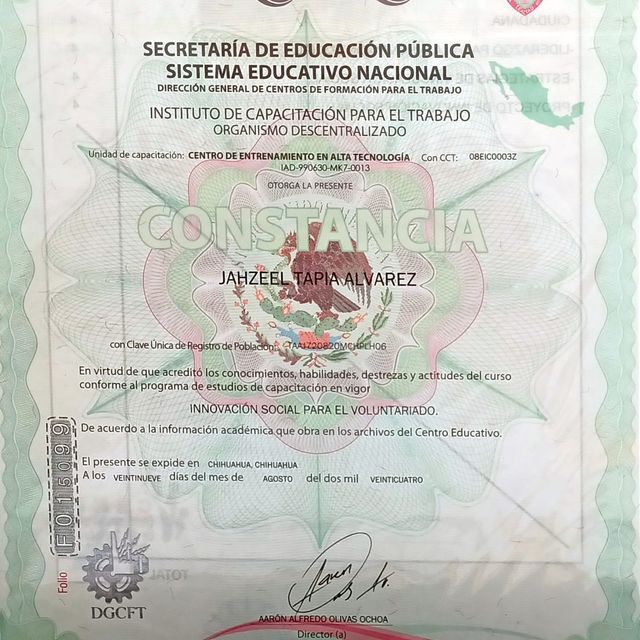 SECRETARÍA DE EDUCACIÓN PÚBLICA
SISTEMA EDUCATIVO NACIONAL
DIRECCIÓN GENERAL DE CENTROS DE FORMACIÓN PARA EL TRABAJO
INSTITUTO DE CAPACITACIÓN PARA EL TRABAJO
ORGANISMO DESCENTRALIZADO
Unidad de capacitación: CENTRO DE ENTRENAMIENTO EN ALTA TECNOLOGÍA Con CCT: 08EIC0003Z
IAD-990630-MK7-0013
OTORGA LA PRESENTE
CONSTANCIA
JAHZEEL TAPIA ALVAREZ
con Clave Única de Registro de Población:
En virtud de que acreditó los conocimientos, habilidades, destrezas y actitudes del curso
conforme al programa de estudios de capacitación en vigor
INNOVACIÓN SOCIAL PARA EL VOLUNTARIADO.
De acuerdo a la información académica que obra en los archivos del Centro Educativo.
El presente se expide en CHIHUAHUA, CHIHUAHUA
A los VEINTINUEVE días del mes de AGOSTO del dos mil VEINTICUATRO
Folio F015099
DGCFT
AARÓN ALFREDO OLIVAS OCHOA
Director (a)